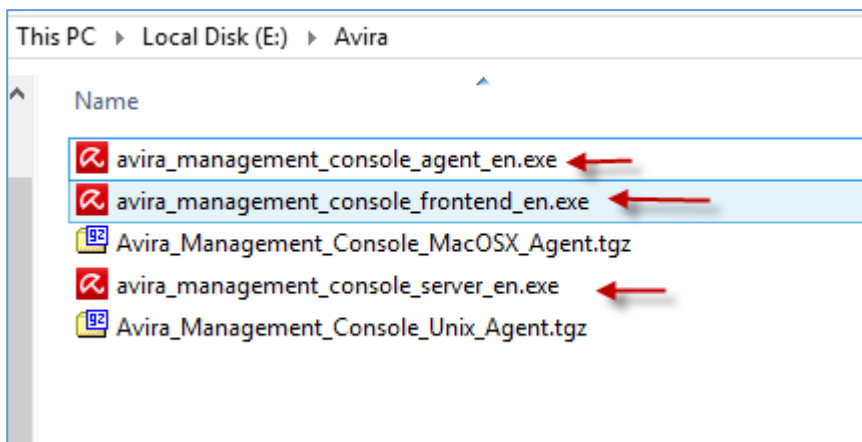 This PC Local Disk (E:) Avira
Name
avira_management_console_agent_en.exe
avira_management_console_frontend_en.exe
Avira_Management_Console_MacOSX_Agent.tgz
avira_management_console_server_en.exe
Avira_Management_Console_Unix_Agent.tgz